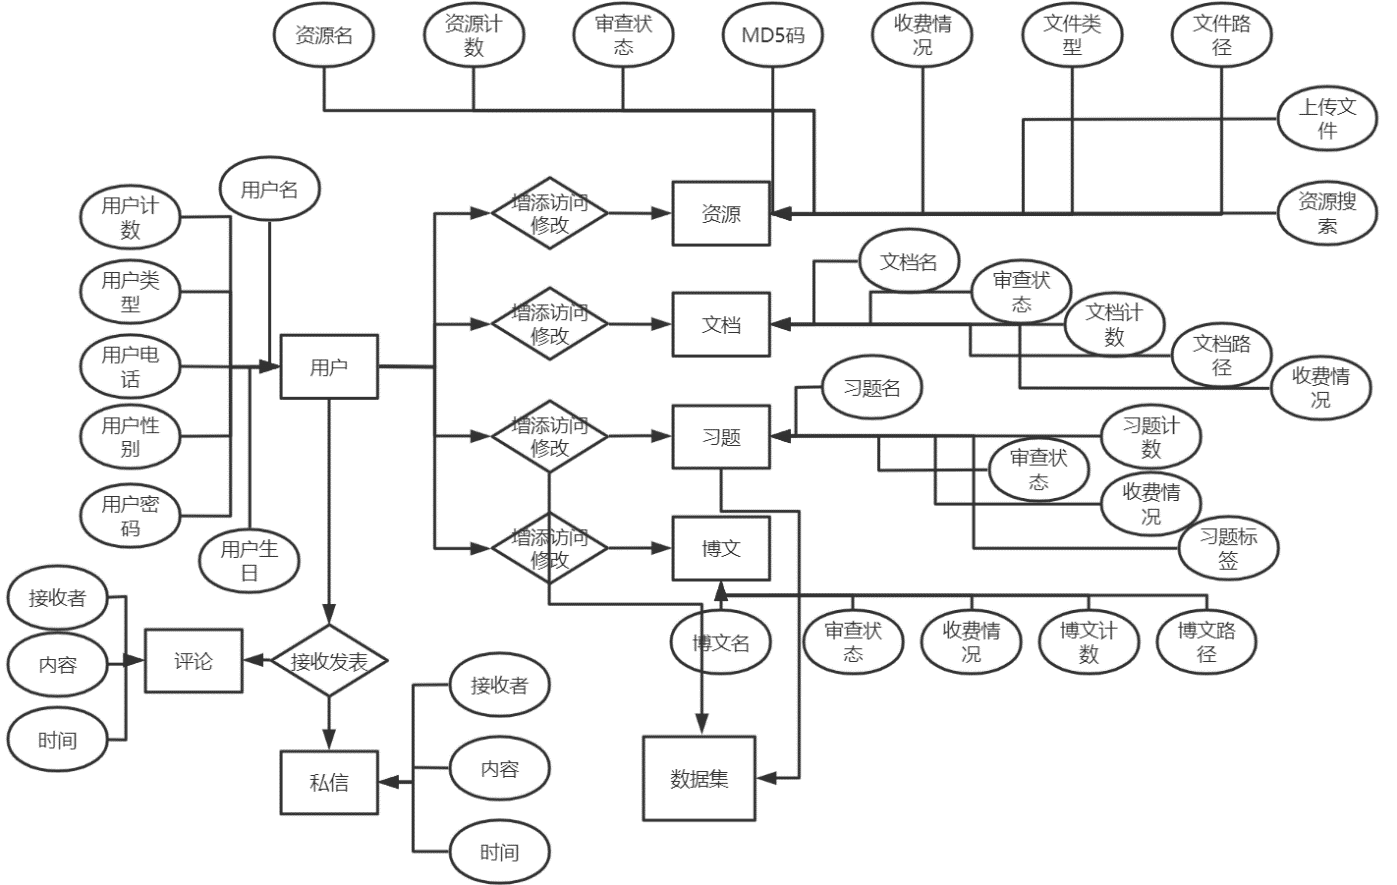 资源名
资源计
数
审查状
态
MD5码
收费情
况
文件类
型
文件路
径
上传文
件
资源搜
索
用户名
用户计
数
用户类
型
用户电
话
用户性
别
用户密
码
用户生
日
用户
增添访问
修改
资源
增添访问
修改
文档
文档名
审查状
态
文档计
数
文档路
径
收费情
况
增添访问
修改
习题
习题名
习题计
数
审查状
态
收费情
况
习题标
签
增添访问
修改
博文
博文名
审查状
态
收费情
况
博文计
数
博文路
径
接收者
内容
时间
评论
接收发表
私信
接收者
内容
时间
数据集